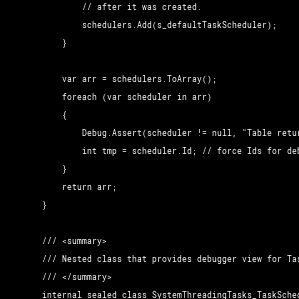 // after it was created.
schedulers.Add(s_defaultTaskScheduler);
}
var arr = schedulers.ToArray();
foreach (var scheduler in arr)
{
Debug.Assert(scheduler != null, "Table retur
int tmp = scheduler.Id; // force Ids for deb
}
return arr;
}
/// <summary>
/// Nested class that provides debugger view for Tas
/// </summary>
internal sealed class SystemThreadingTasks_TaskSched